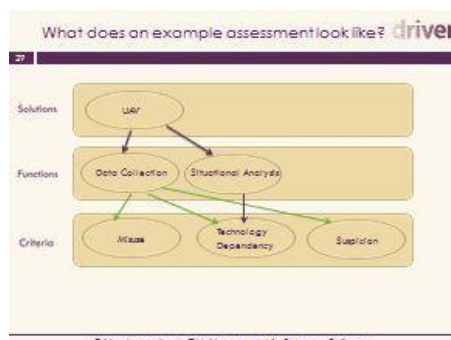 What does an example assessment look like?
driver
27
Solutions
UAV
Functions
Data Collection
Situational Analysis
Criteria
Misuse
Technology
Dependency
Suspicion